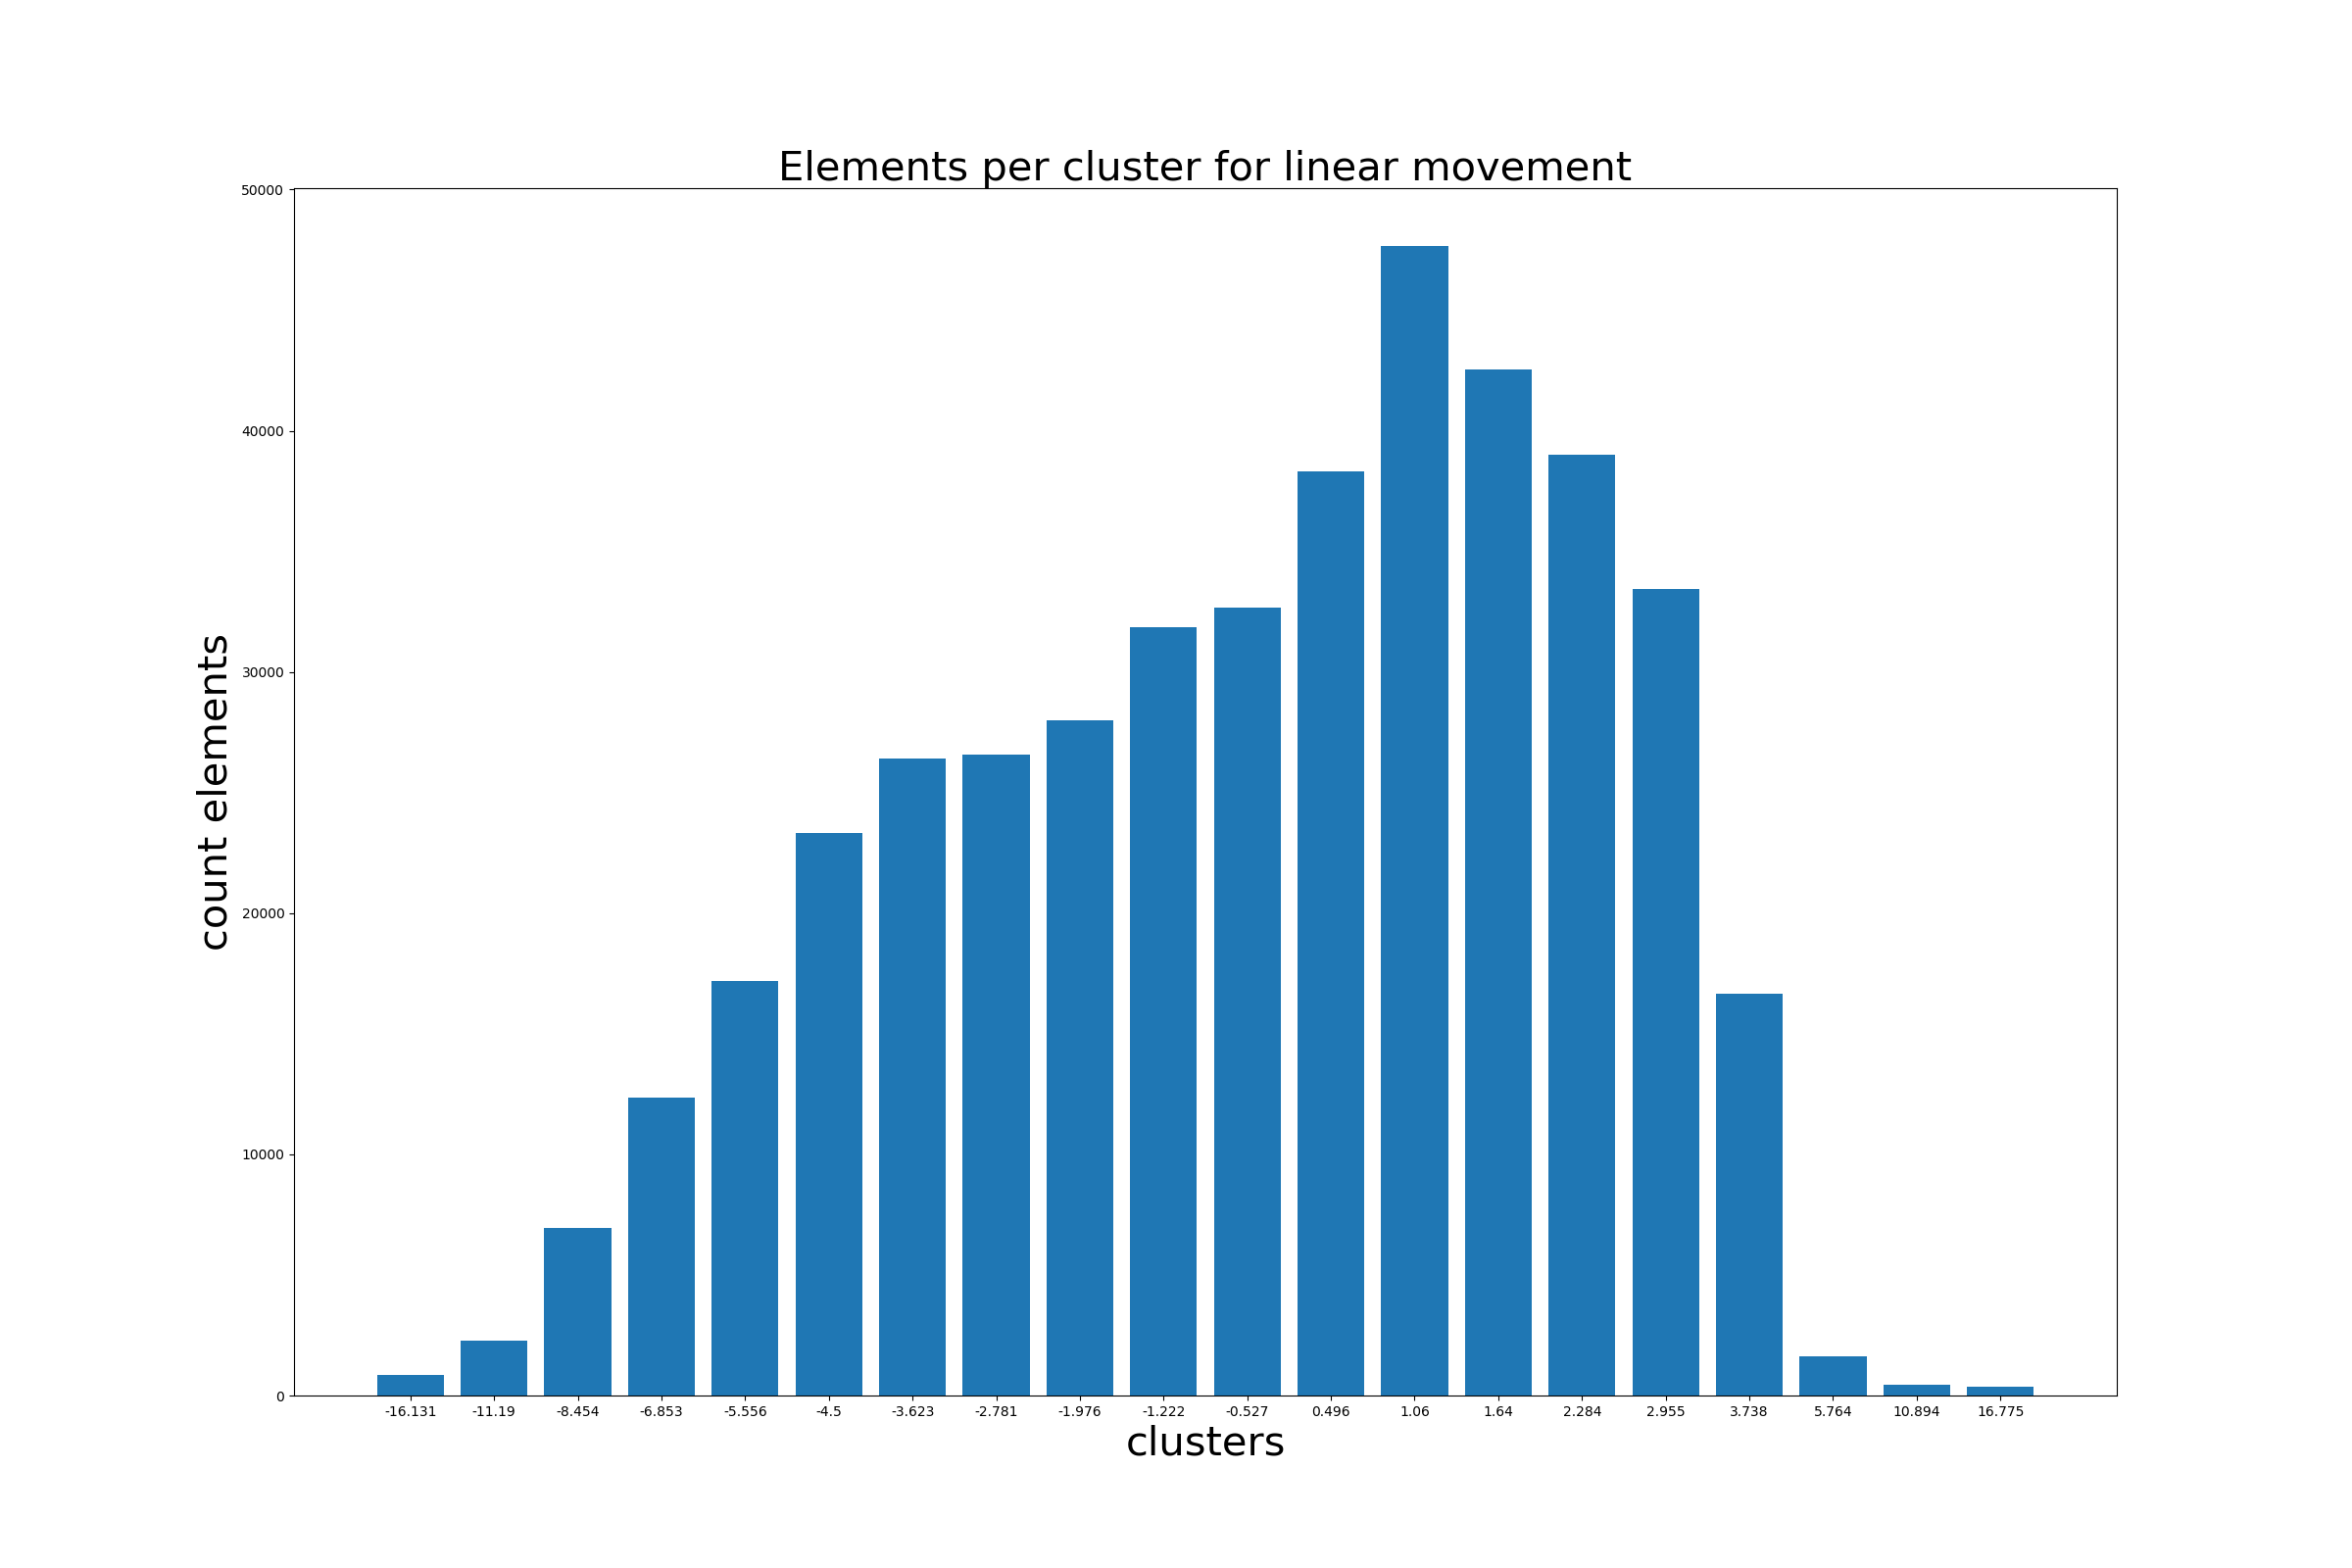 Elements per cluster for linear movement
50000
40000
30000
20000
10000
0
count elements
-16.131 -11.19 -8.454 -6.853 -5.556 -4.5 -3.623 -2.781 -1.976 -1.222 -0.527 0.496 1.06 1.64 2.284 2.955 3.738 5.764 10.894 16.775
clusters